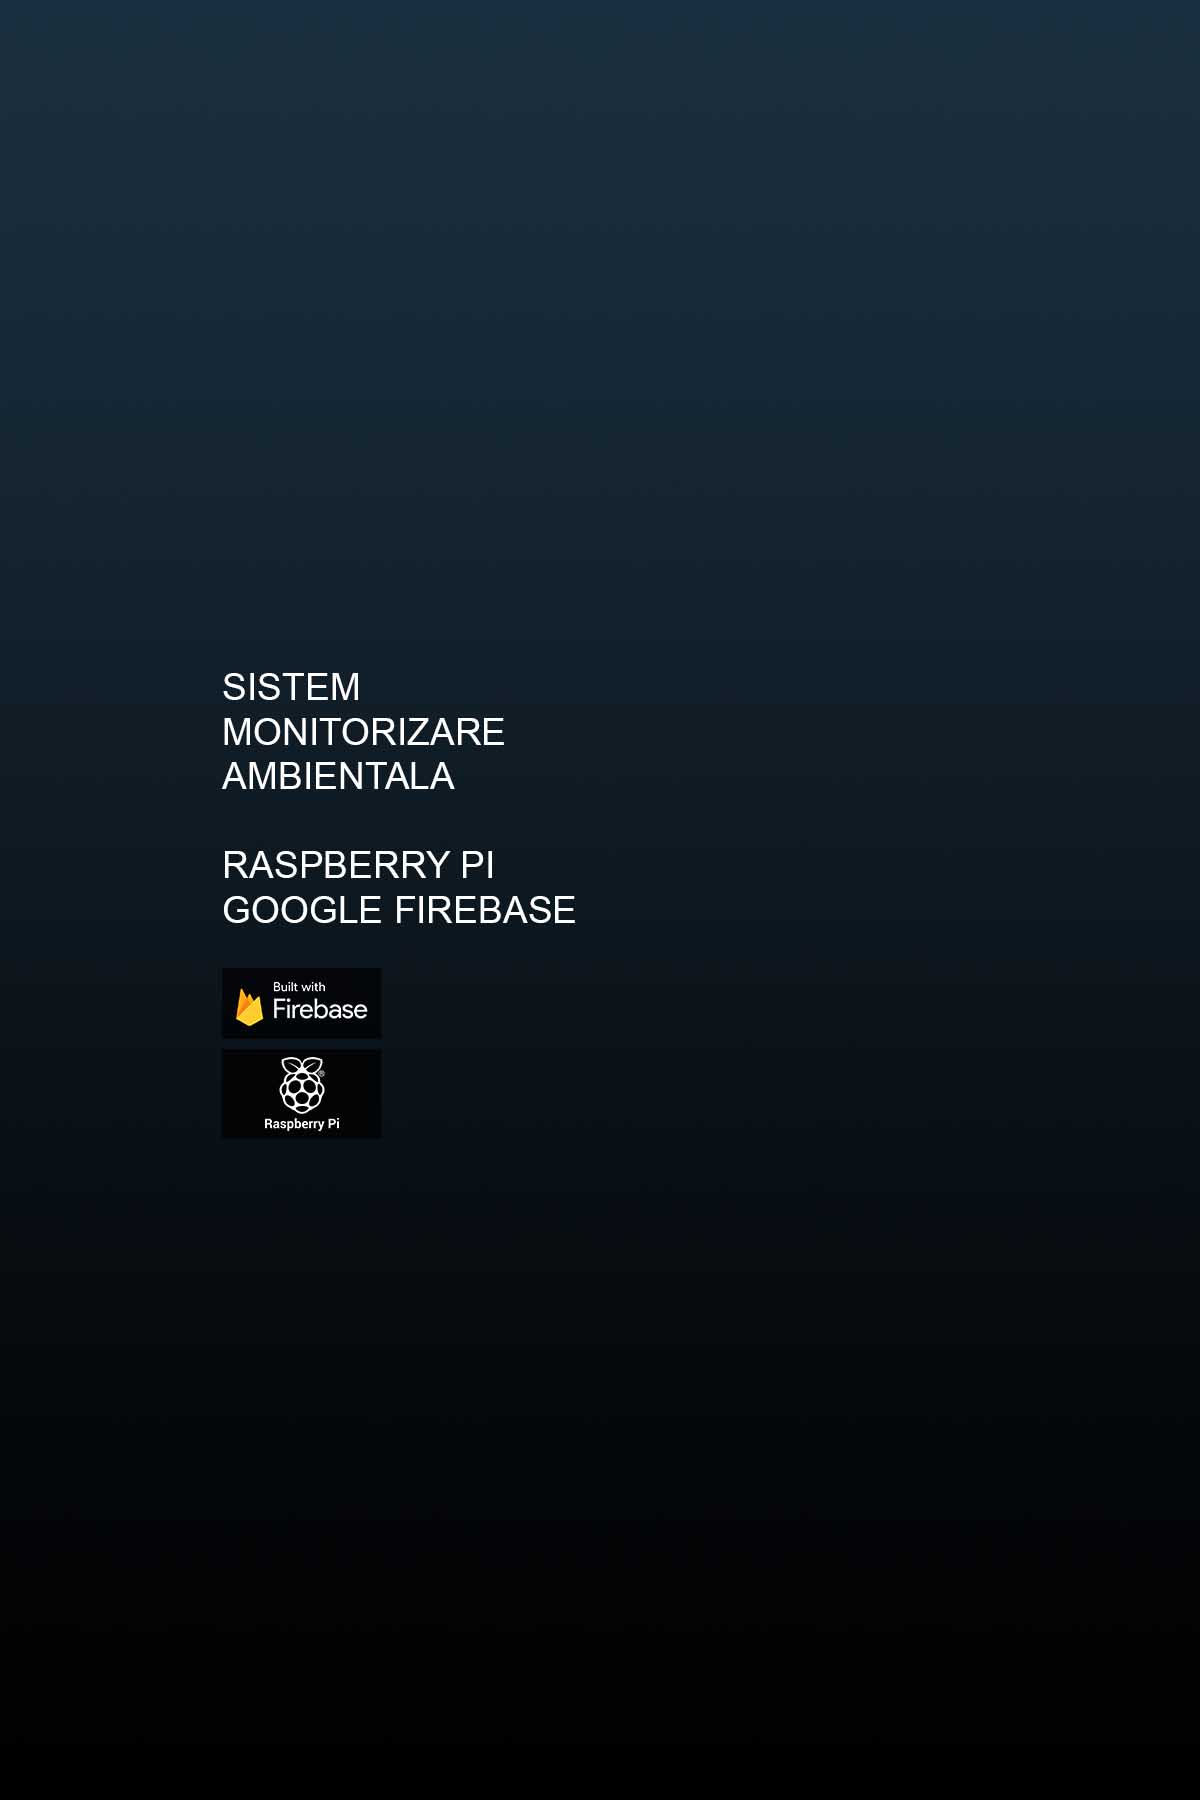 SISTEM
MONITORIZARE
AMBIENTALA
RASPBERRY PI
GOOGLE FIREBASE
Built with
Firebase
®
Raspberry Pi